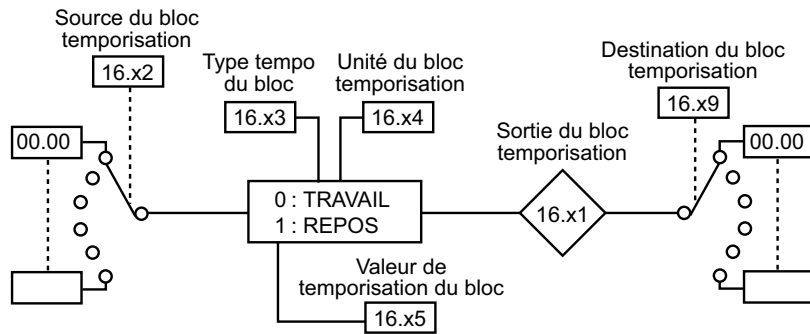 Source du bloc
temporisation
16.x2
Type tempo
du bloc
16.x3
Unité du bloc
temporisation
16.x4
Destination du bloc
temporisation
16.x9
Sortie du bloc
temporisation
16.x1
00.00
00.00
0 : TRAVAIL
1 : REPOS
Valeur de
temporisation du bloc
16.x5